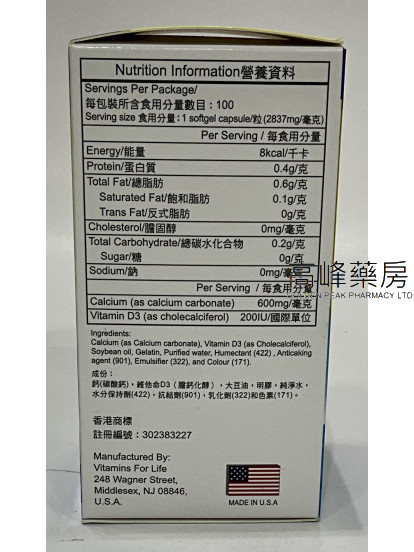 Nutrition Information營養資料
Servings Per Package/
每包裝所含食用分量數目：100
Serving size 食用分量：1 softgel capsule/粒 (2837mg/毫克)
Per Serving / 每食用分量
Energy/能量 8kcal/千卡
Protein/蛋白質 0.4g/克
Total Fat/總脂肪 0.6g/克
Saturated Fat/飽和脂肪 0.1g/克
Trans Fat/反式脂肪 0g/克
Cholesterol/膽固醇 0mg/毫克
Total Carbohydrate/總碳水化合物 0.2g/克
Sugar/糖 0g/克
Sodium/鈉 0mg/毫克
Per Serving / 每食用分量
Calcium (as calcium carbonate) 600mg/毫克
Vitamin D3 (as cholecalciferol) 200IU/國際單位
Ingredients:
Calcium (as Calcium carbonate), Vitamin D3 (as Cholecalciferol),
Soybean oil, Gelatin, Purified water, Humectant (422) , Anticaking
agent (901), Emulsifier (322), and Colour (171).
成份：
鈣(碳酸鈣)，維他命D3（膽鈣化醇），大豆油，明膠，純淨水，
水分保持劑(422)，抗結劑(901)，乳化劑(322)和色素(171)。
香港商標
註冊編號：302383227
Manufactured By:
Vitamins For Life
248 Wagner Street,
Middlesex, NJ 08846,
U.S.A.
MADE IN U.S.A
高峰藥房
PEAK PHARMACY LTD